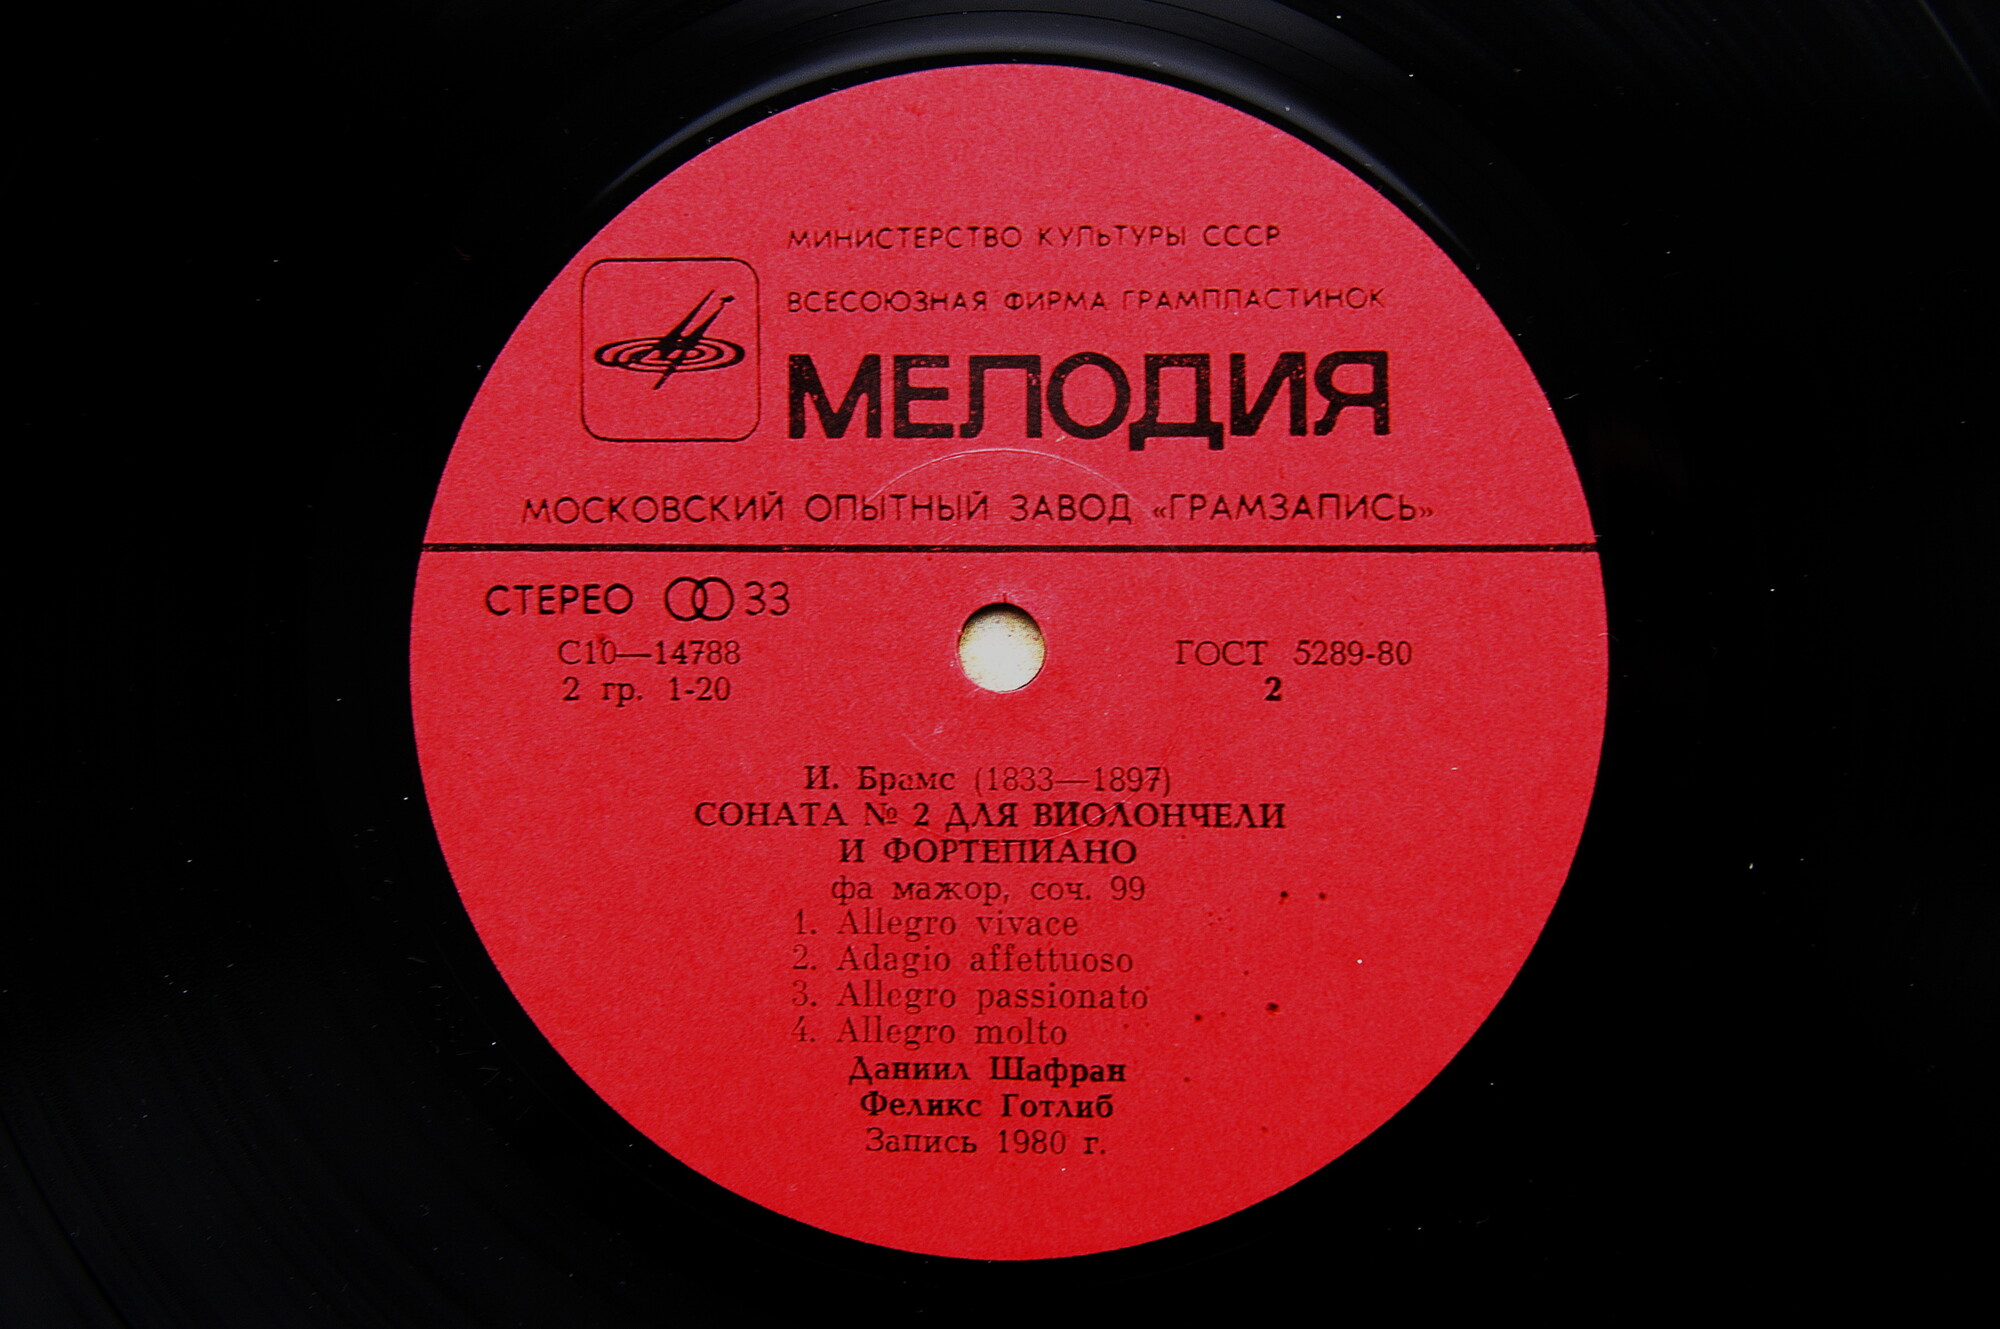 МИНИСТЕРСТВО КУЛЬТУРЫ СССР
ВСЕСОЮЗНАЯ ФИРМА ГРАМПЛАСТИНОК
МЕЛОДИЯ
МОСКОВСКИЙ ОПЫТНЫЙ ЗАВОД «ГРАМЗАПИСЬ»
СТЕРЕО 33
С10—14788 ГОСТ 5289-80
2 гр. 1-20 2
И. Брамс (1833—1897)
СОНАТА № 2 ДЛЯ ВИОЛОНЧЕЛИ
И ФОРТЕПИАНО
фа мажор, соч. 99
1. Allegro vivace
2. Adagio affettuoso
3. Allegro passionato
4. Allegro molto
Даниил Шафран
Феликс Готлиб
Запись 1980 г.